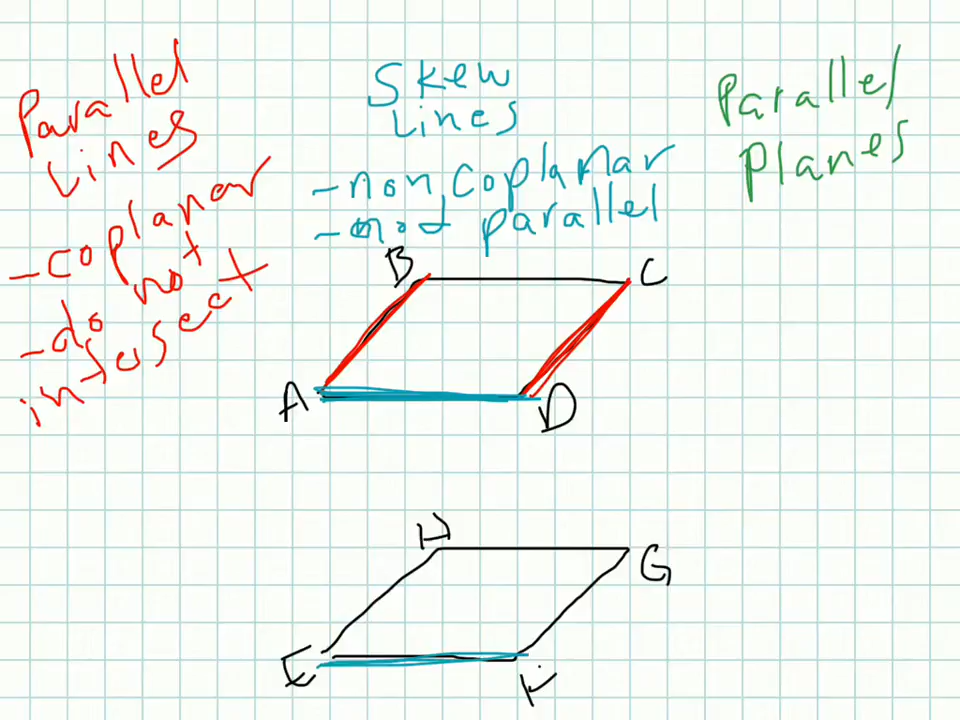 Parallel
Lines
-coplanar
-do not
intersect
Skew
Lines
-non coplanar
-not parallel
Parallel
Planes
B
C
A
D
H
G
E
F